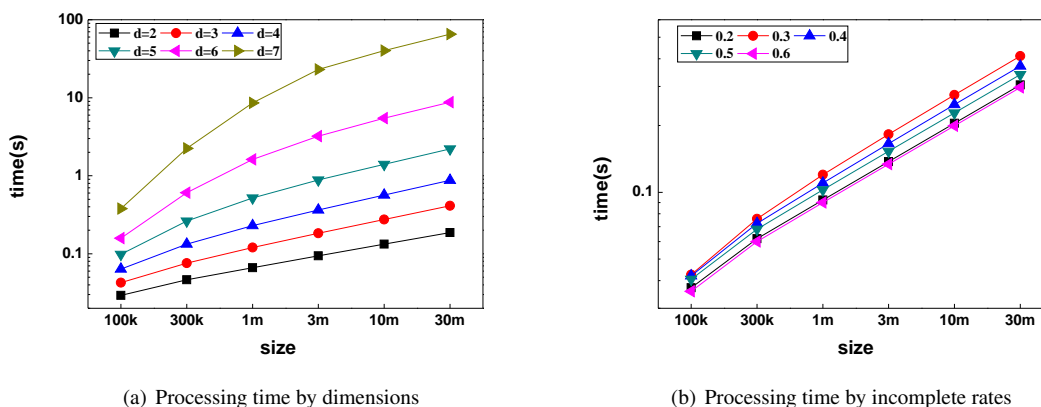 100
10
1
0.1
time(s)
d=2 d=3 d=4
d=5 d=6 d=7
100k 300k 1m 3m 10m 30m
size
(a) Processing time by dimensions
0.1
time(s)
0.2 0.3 0.4
0.5 0.6
100k 300k 1m 3m 10m 30m
size
(b) Processing time by incomplete rates